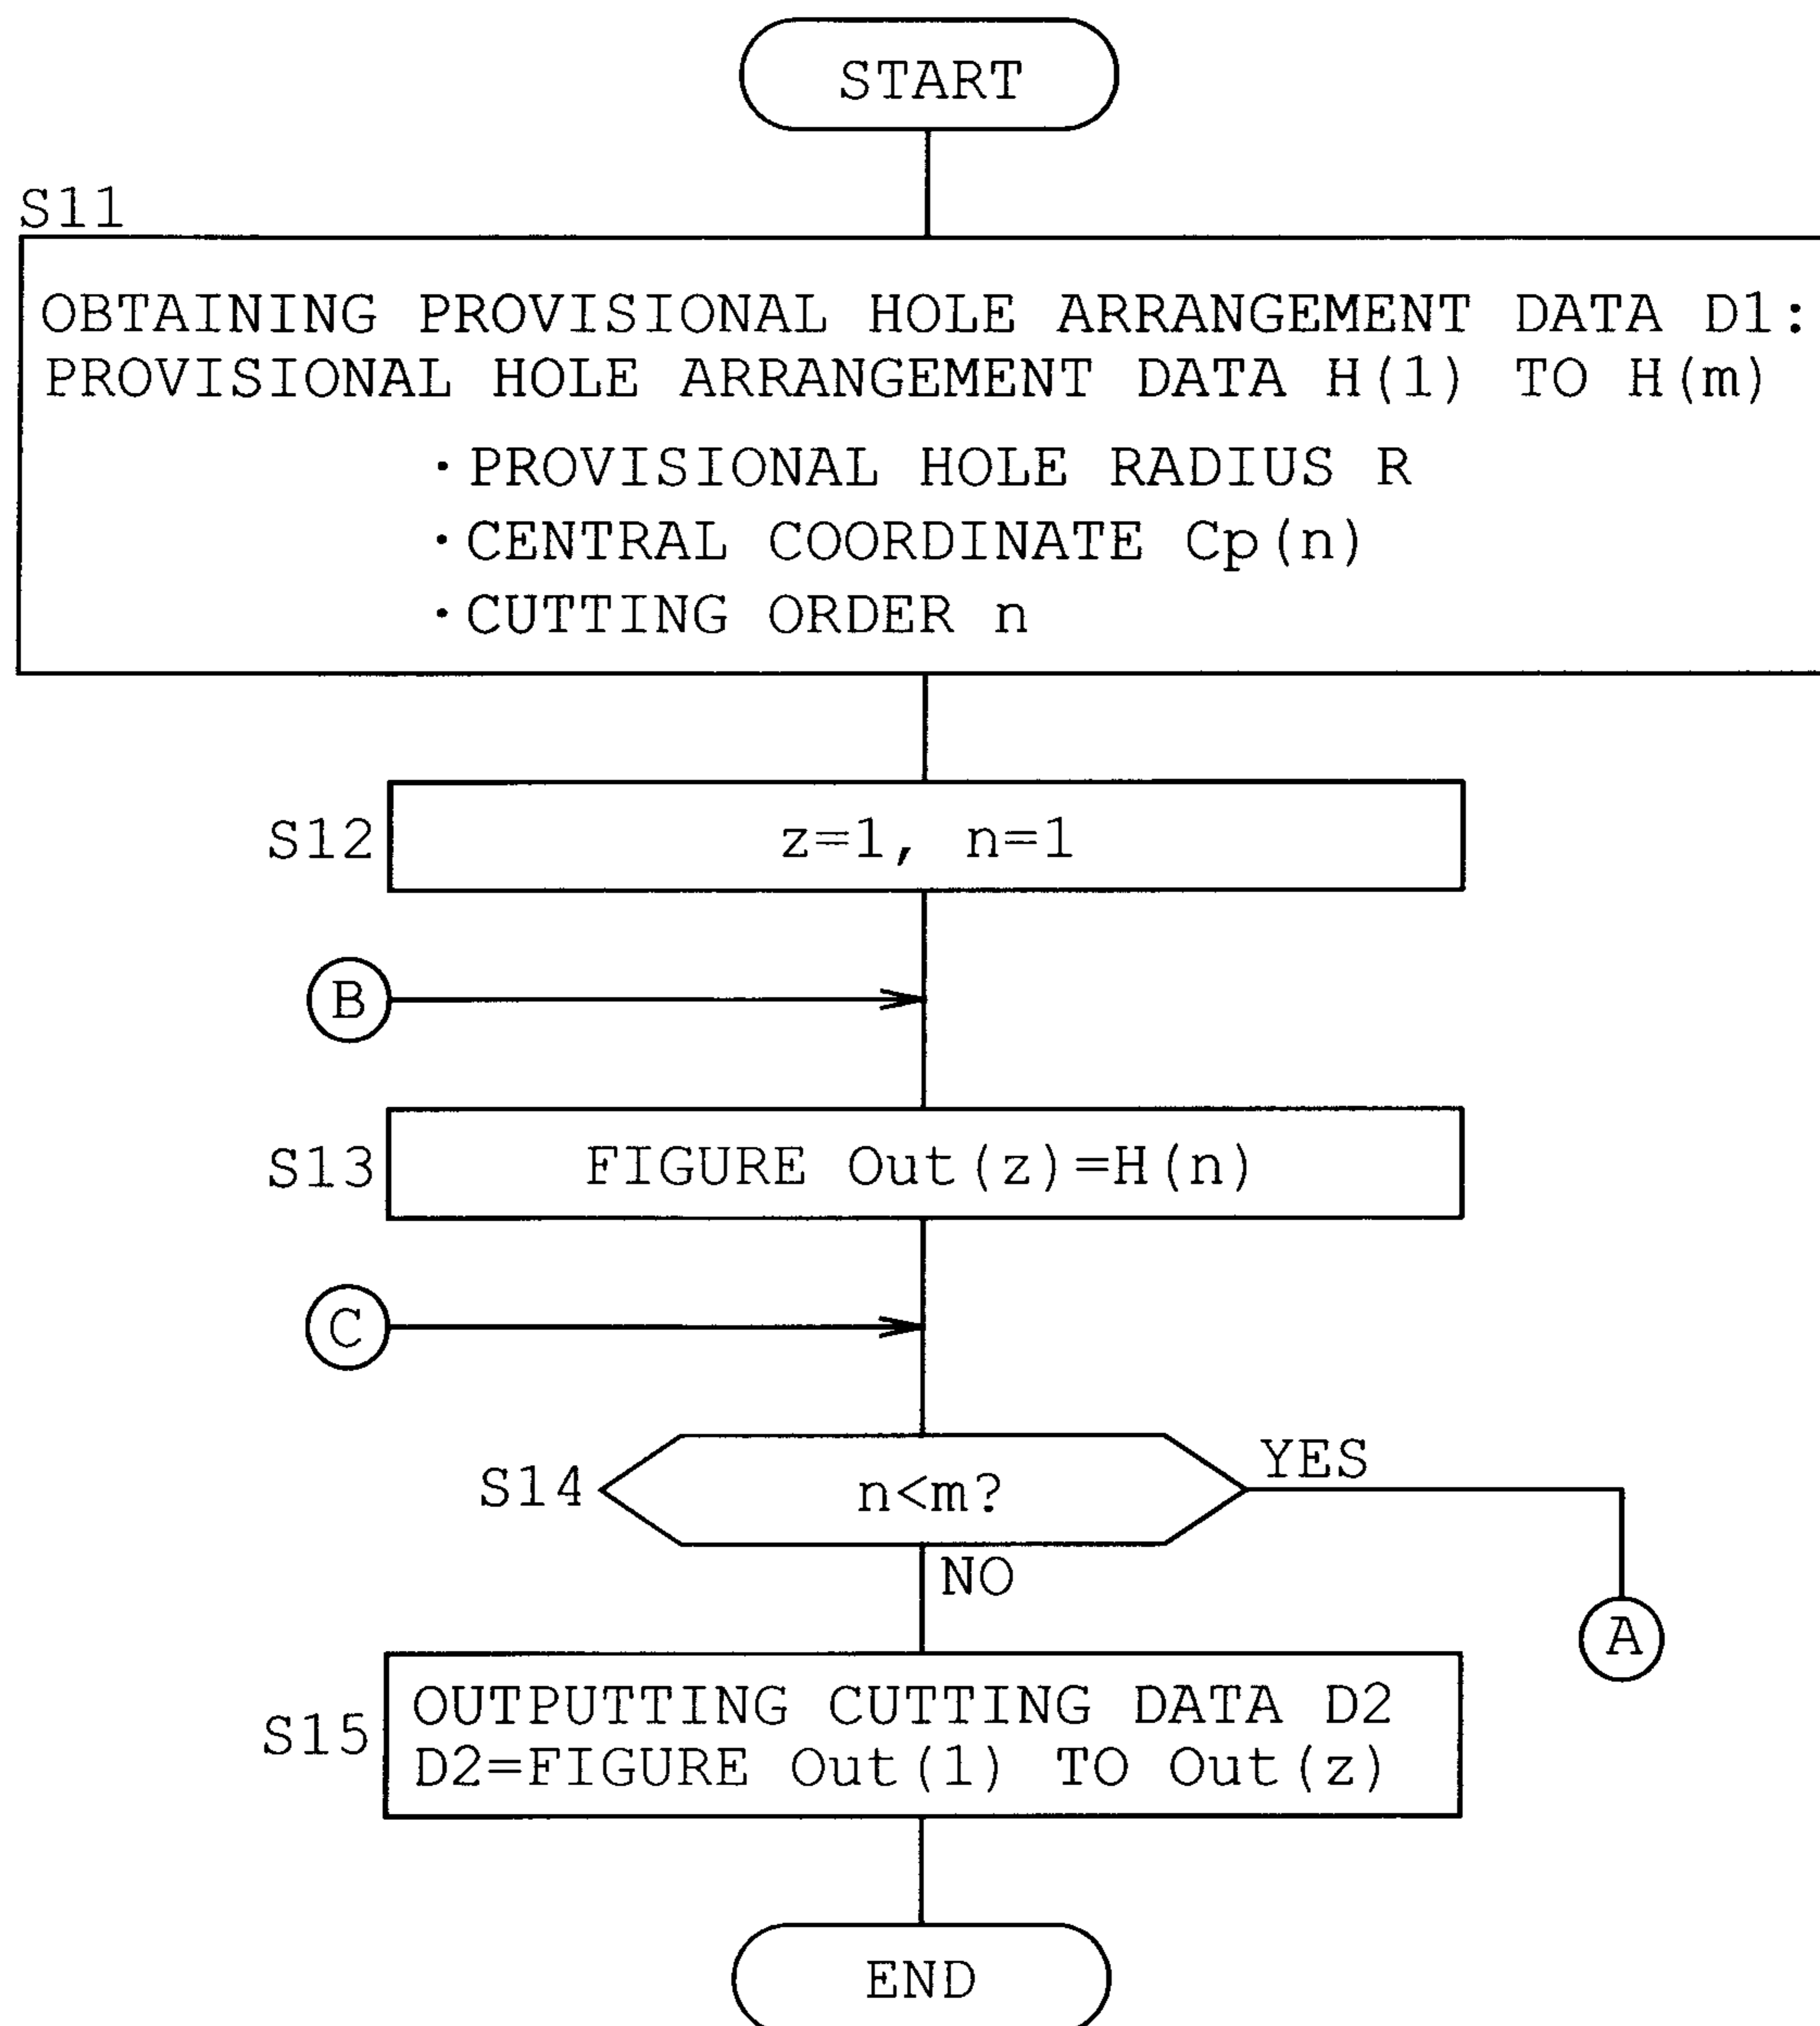 START
S11
OBTAINING PROVISIONAL HOLE ARRANGEMENT DATA D1:
PROVISIONAL HOLE ARRANGEMENT DATA H(1) TO H(m)
・PROVISIONAL HOLE RADIUS R
・CENTRAL COORDINATE Cp(n)
・CUTTING ORDER n
S12
z=1, n=1
B
S13
FIGURE Out(z)=H(n)
C
S14
n<m?
YES
NO
A
S15
OUTPUTTING CUTTING DATA D2
D2=FIGURE Out(1) TO Out(z)
END